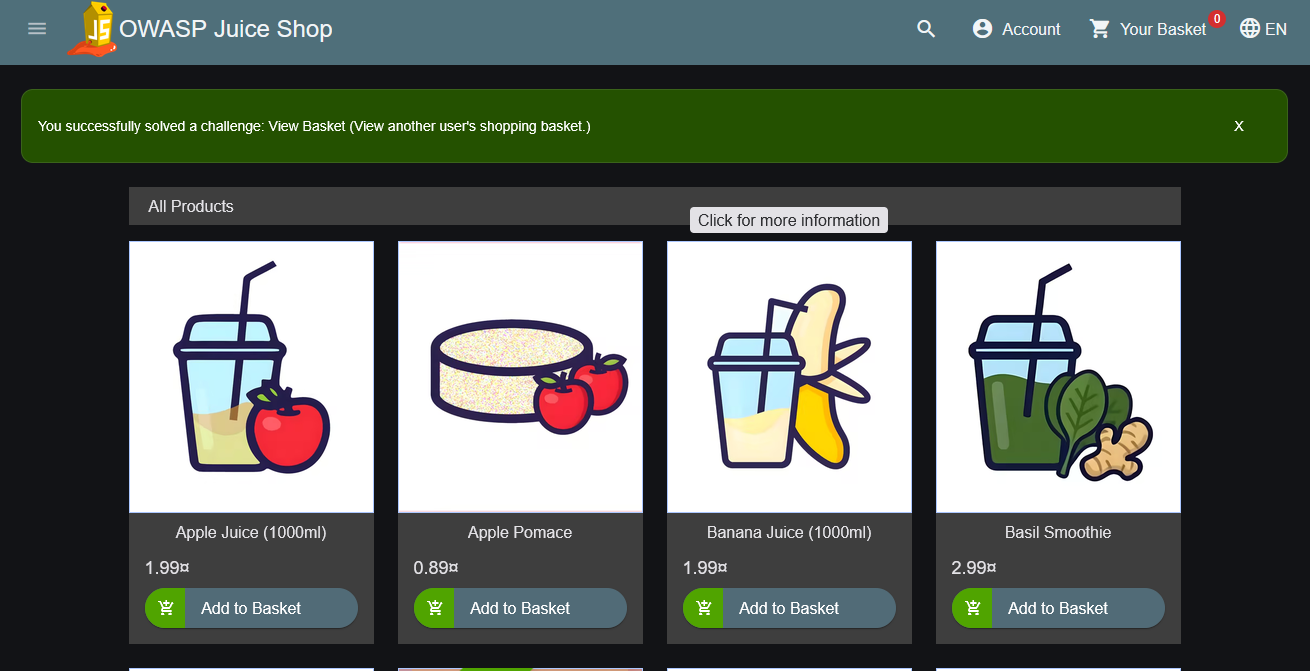 JS
OWASP Juice Shop
Account
Your Basket
0
EN
You successfully solved a challenge: View Basket (View another user's shopping basket.)
X
All Products
Click for more information
Apple Juice (1000ml)
Apple Pomace
Banana Juice (1000ml)
Basil Smoothie
1.99¤
0.89¤
1.99¤
2.99¤
Add to Basket
Add to Basket
Add to Basket
Add to Basket